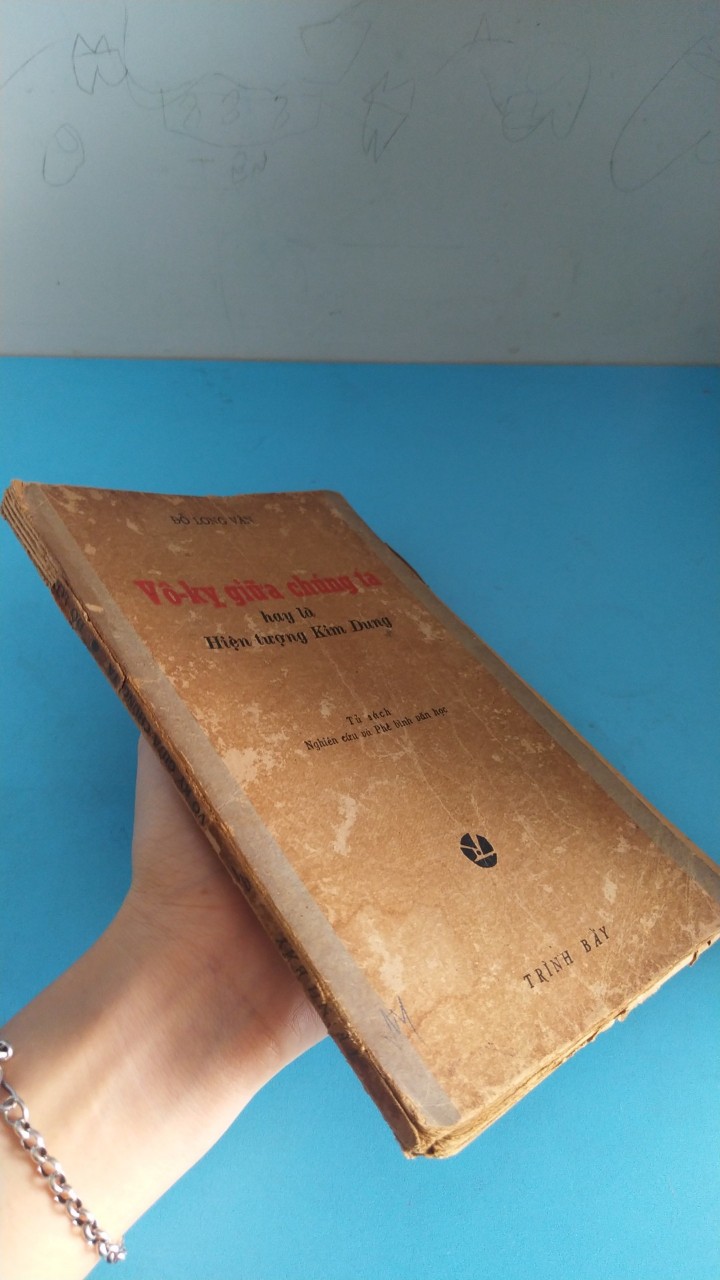 ĐỖ LONG VÂN
Vô-kỵ giữa chúng ta
hay là
Hiện tượng Kim Dung
Tủ sách
Nghiên cứu và Phê bình văn học
TRÌNH BẦY